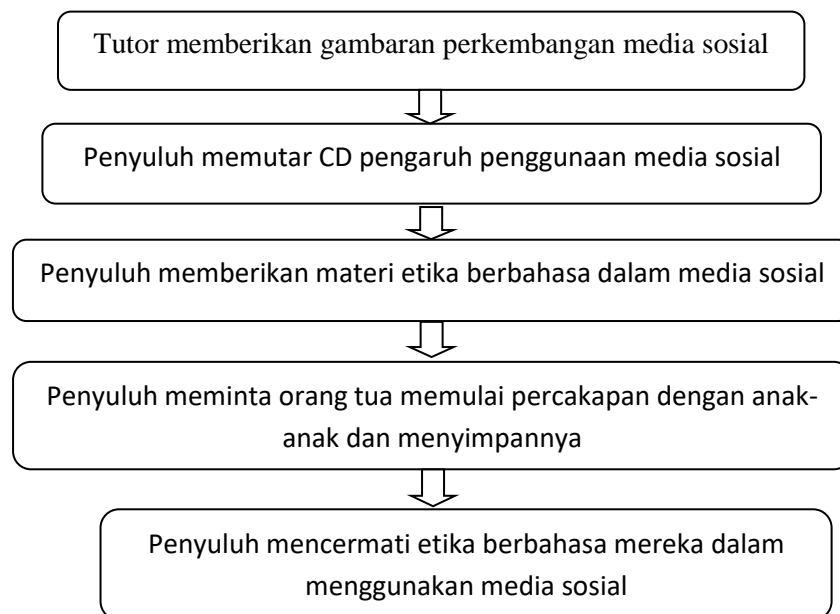 Tutor memberikan gambaran perkembangan media sosial
Penyuluh memutar CD pengaruh penggunaan media sosial
Penyuluh memberikan materi etika berbahasa dalam media sosial
Penyuluh meminta orang tua memulai percakapan dengan anak-
anak dan menyimpannya
Penyuluh mencermati etika berbahasa mereka dalam
menggunakan media sosial